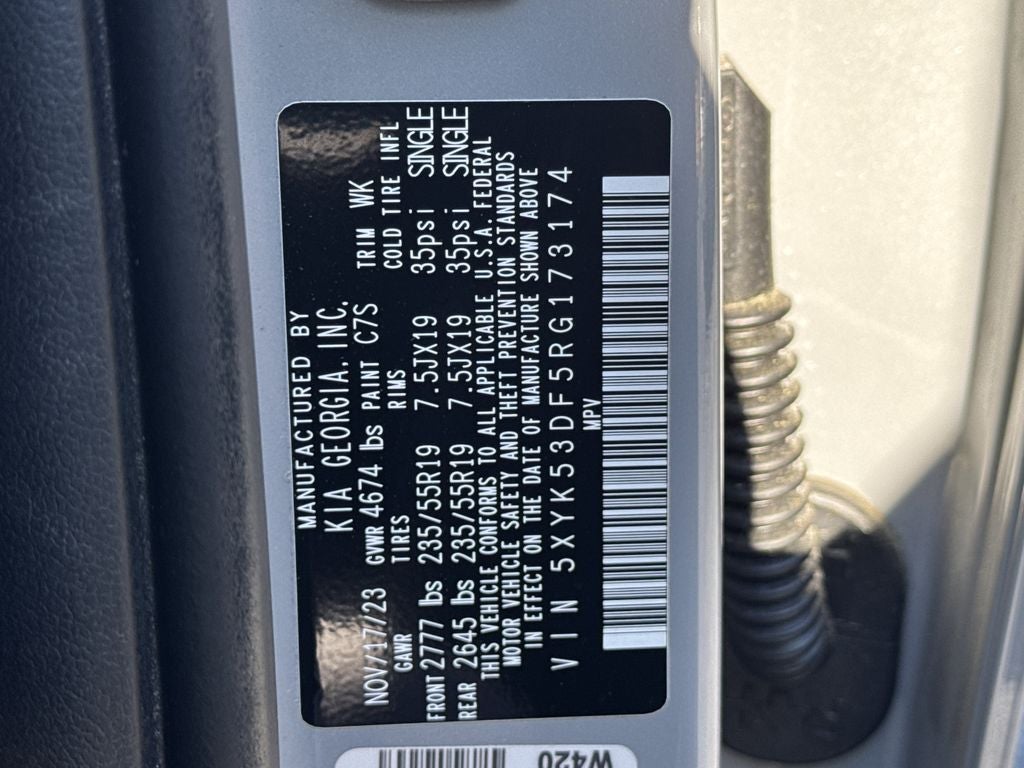 MANUFACTURED BY
KIA GEORGIA, INC.
NOV/17/23 GVWR 4674 lbs PAINT C7S TRIM WK
GAWR TIRES RIMS COLD TIRE INFL
FRONT 2777 lbs 235/55R19 7.5JX19 35psi SINGLE
REAR 2645 lbs 235/55R19 7.5JX19 35psi SINGLE
THIS VEHICLE CONFORMS TO ALL APPLICABLE U.S.A. FEDERAL
MOTOR VEHICLE SAFETY AND THEFT PREVENTION STANDARDS
IN EFFECT ON THE DATE OF MANUFACTURE SHOWN ABOVE
VIN 5XYK53DF5RG173174
MPV
W420